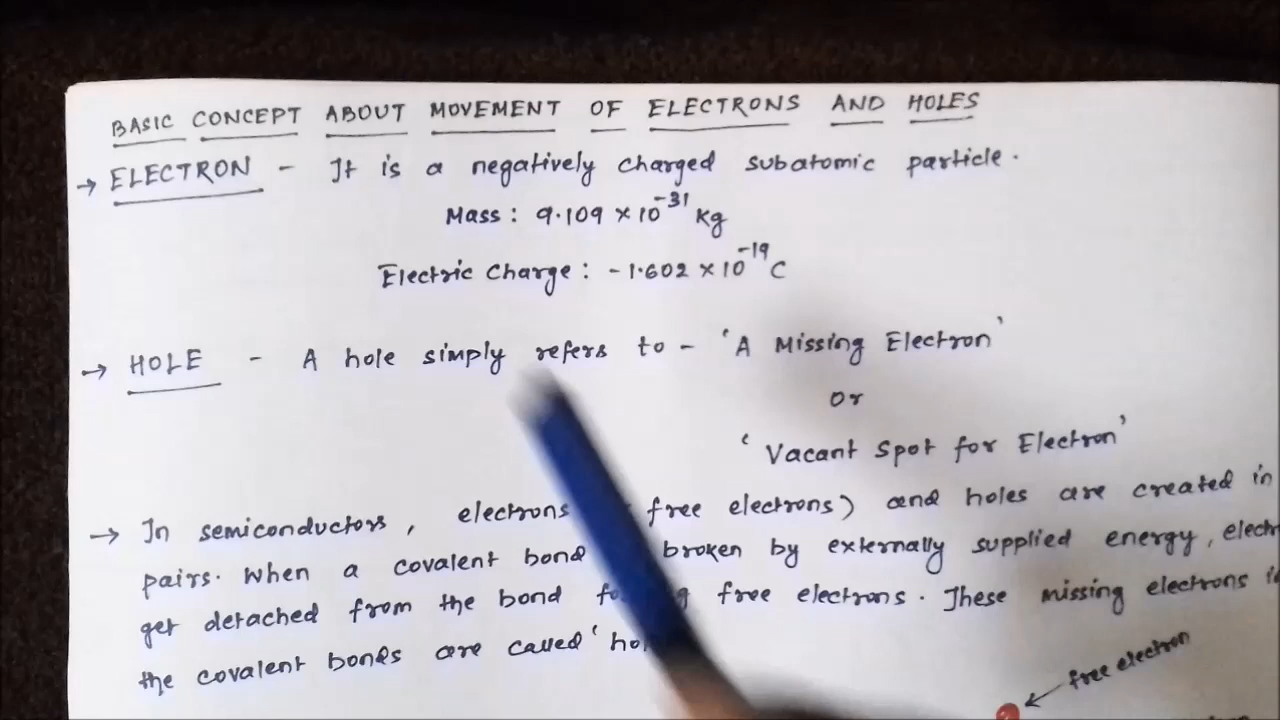 BASIC CONCEPT ABOUT MOVEMENT OF ELECTRONS AND HOLES
→ ELECTRON - It is a negatively charged subatomic particle.
Mass: 9.109 × 10⁻³¹ Kg
Electric Charge: -1.602 × 10⁻¹⁹ C
→ HOLE - A hole simply refers to - 'A Missing Electron'
or
'Vacant Spot for Electron'
→ In semiconductors, electrons free electrons) and holes are created in
pairs. When a covalent bond broken by externally supplied energy,
get detached from the bond free electrons. These missing electrons
the covalent bonds are called '
free electron